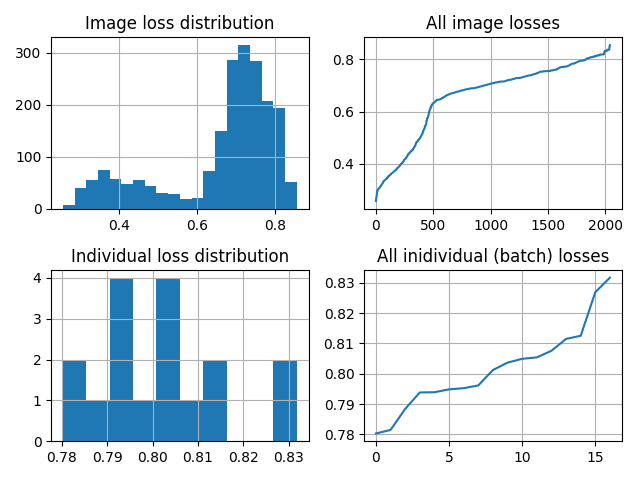 Image loss distribution
300
200
100
0
0.4 0.6 0.8
All image losses
0.8
0.6
0.4
0 500 1000 1500 2000
Individual loss distribution
4
3
2
1
0
0.78 0.79 0.80 0.81 0.82 0.83
All inidividual (batch) losses
0.83
0.82
0.81
0.80
0.79
0.78
0 5 10 15